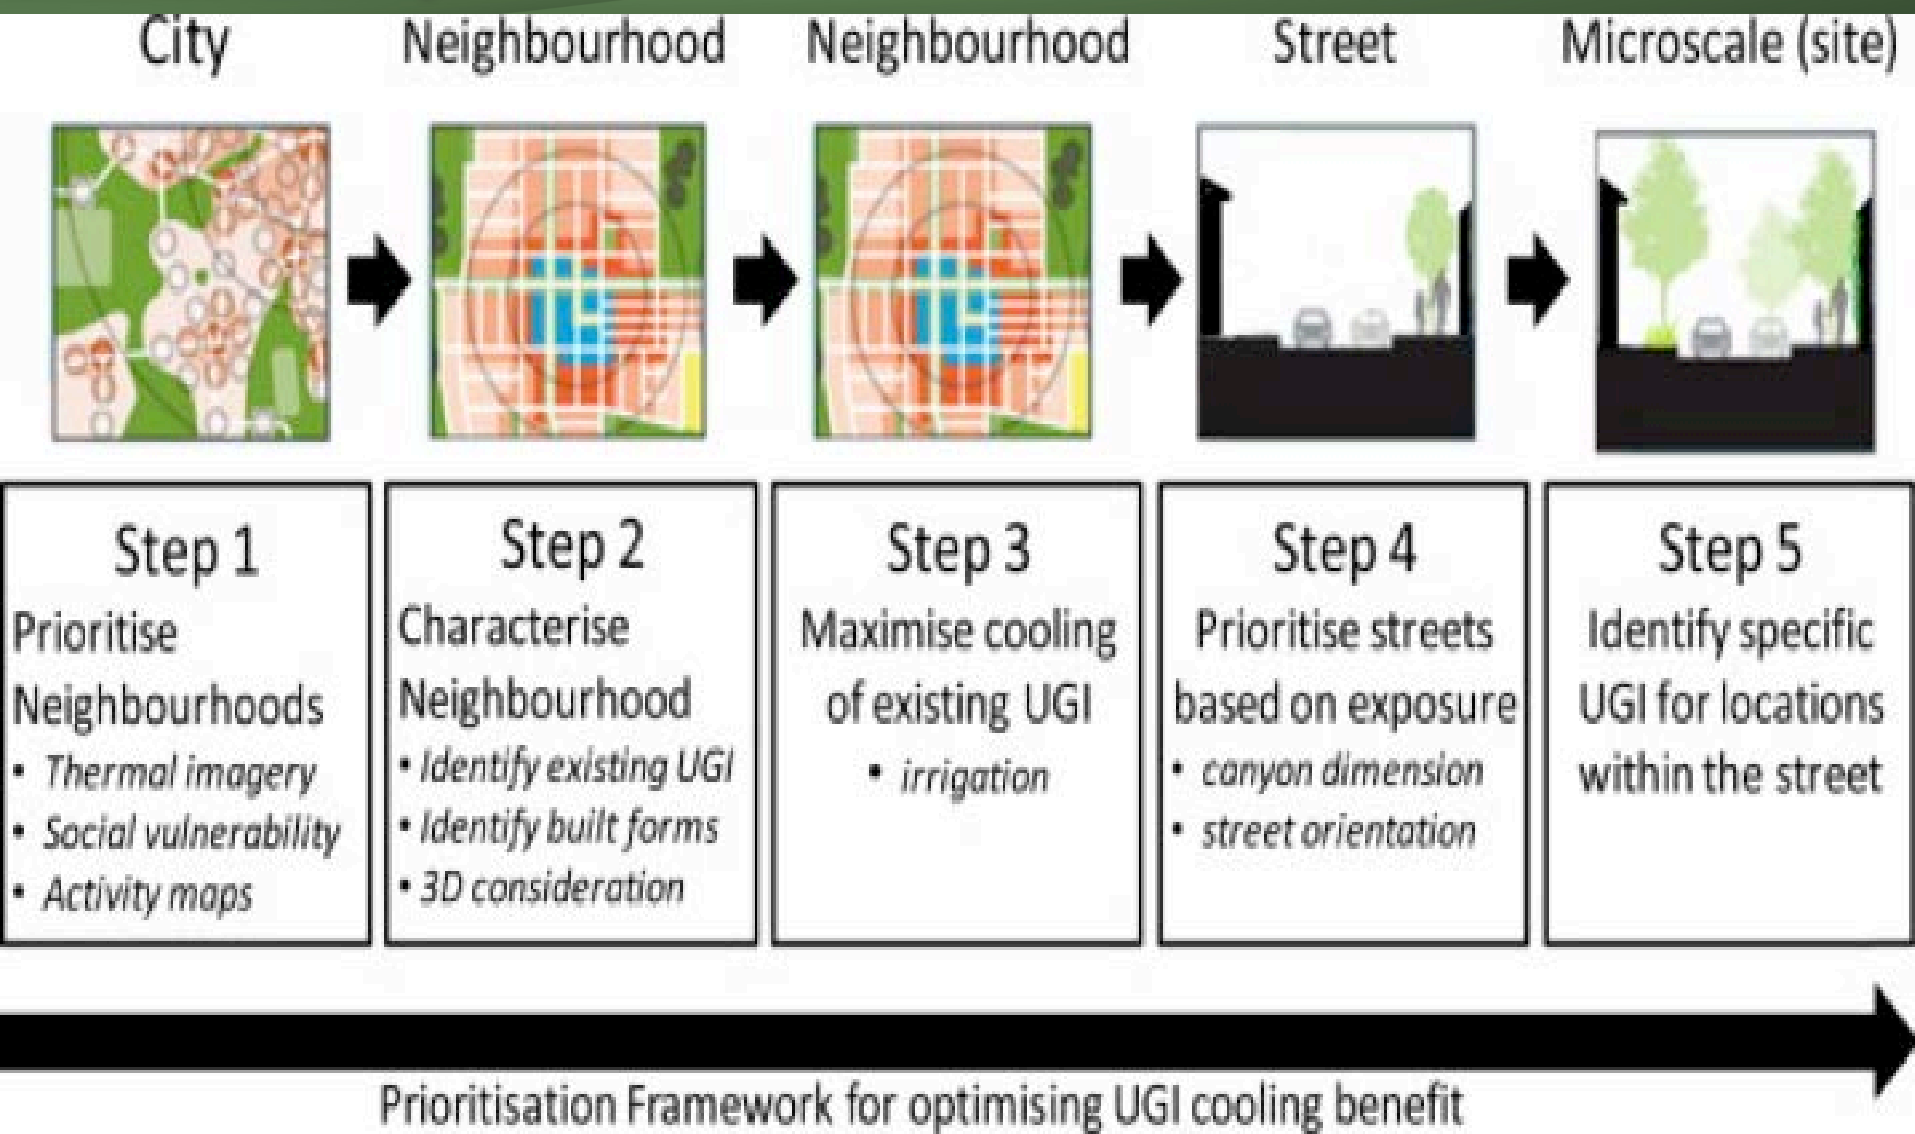 City
Neighbourhood
Neighbourhood
Street
Microscale (site)
Step 1
Prioritise
Neighbourhoods
• Thermal imagery
• Social vulnerability
• Activity maps
Step 2
Characterise
Neighbourhood
• Identify existing UGI
• Identify built forms
• 3D consideration
Step 3
Maximise cooling
of existing UGI
• irrigation
Step 4
Prioritise streets
based on exposure
• canyon dimension
• street orientation
Step 5
Identify specific
UGI for locations
within the street
Prioritisation Framework for optimising UGI cooling benefit